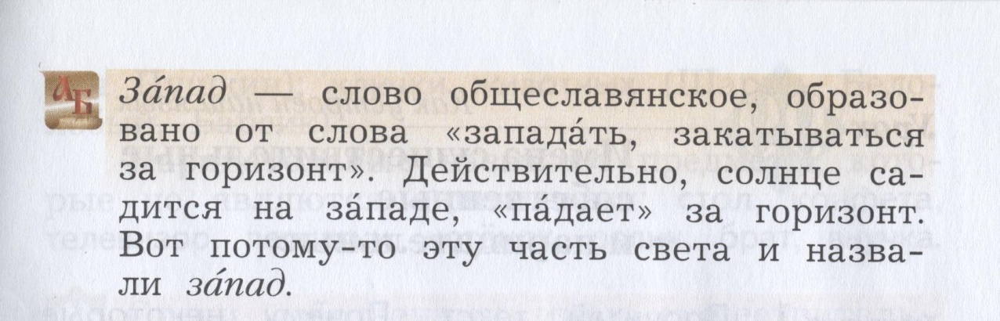 АБ
За́пад — слово общеславянское, образо-
вано от слова «запада́ть, закатываться
за горизонт». Действительно, солнце са-
дится на за́паде, «па́дает» за горизонт.
Вот потому-то эту часть света и назва-
ли за́пад.